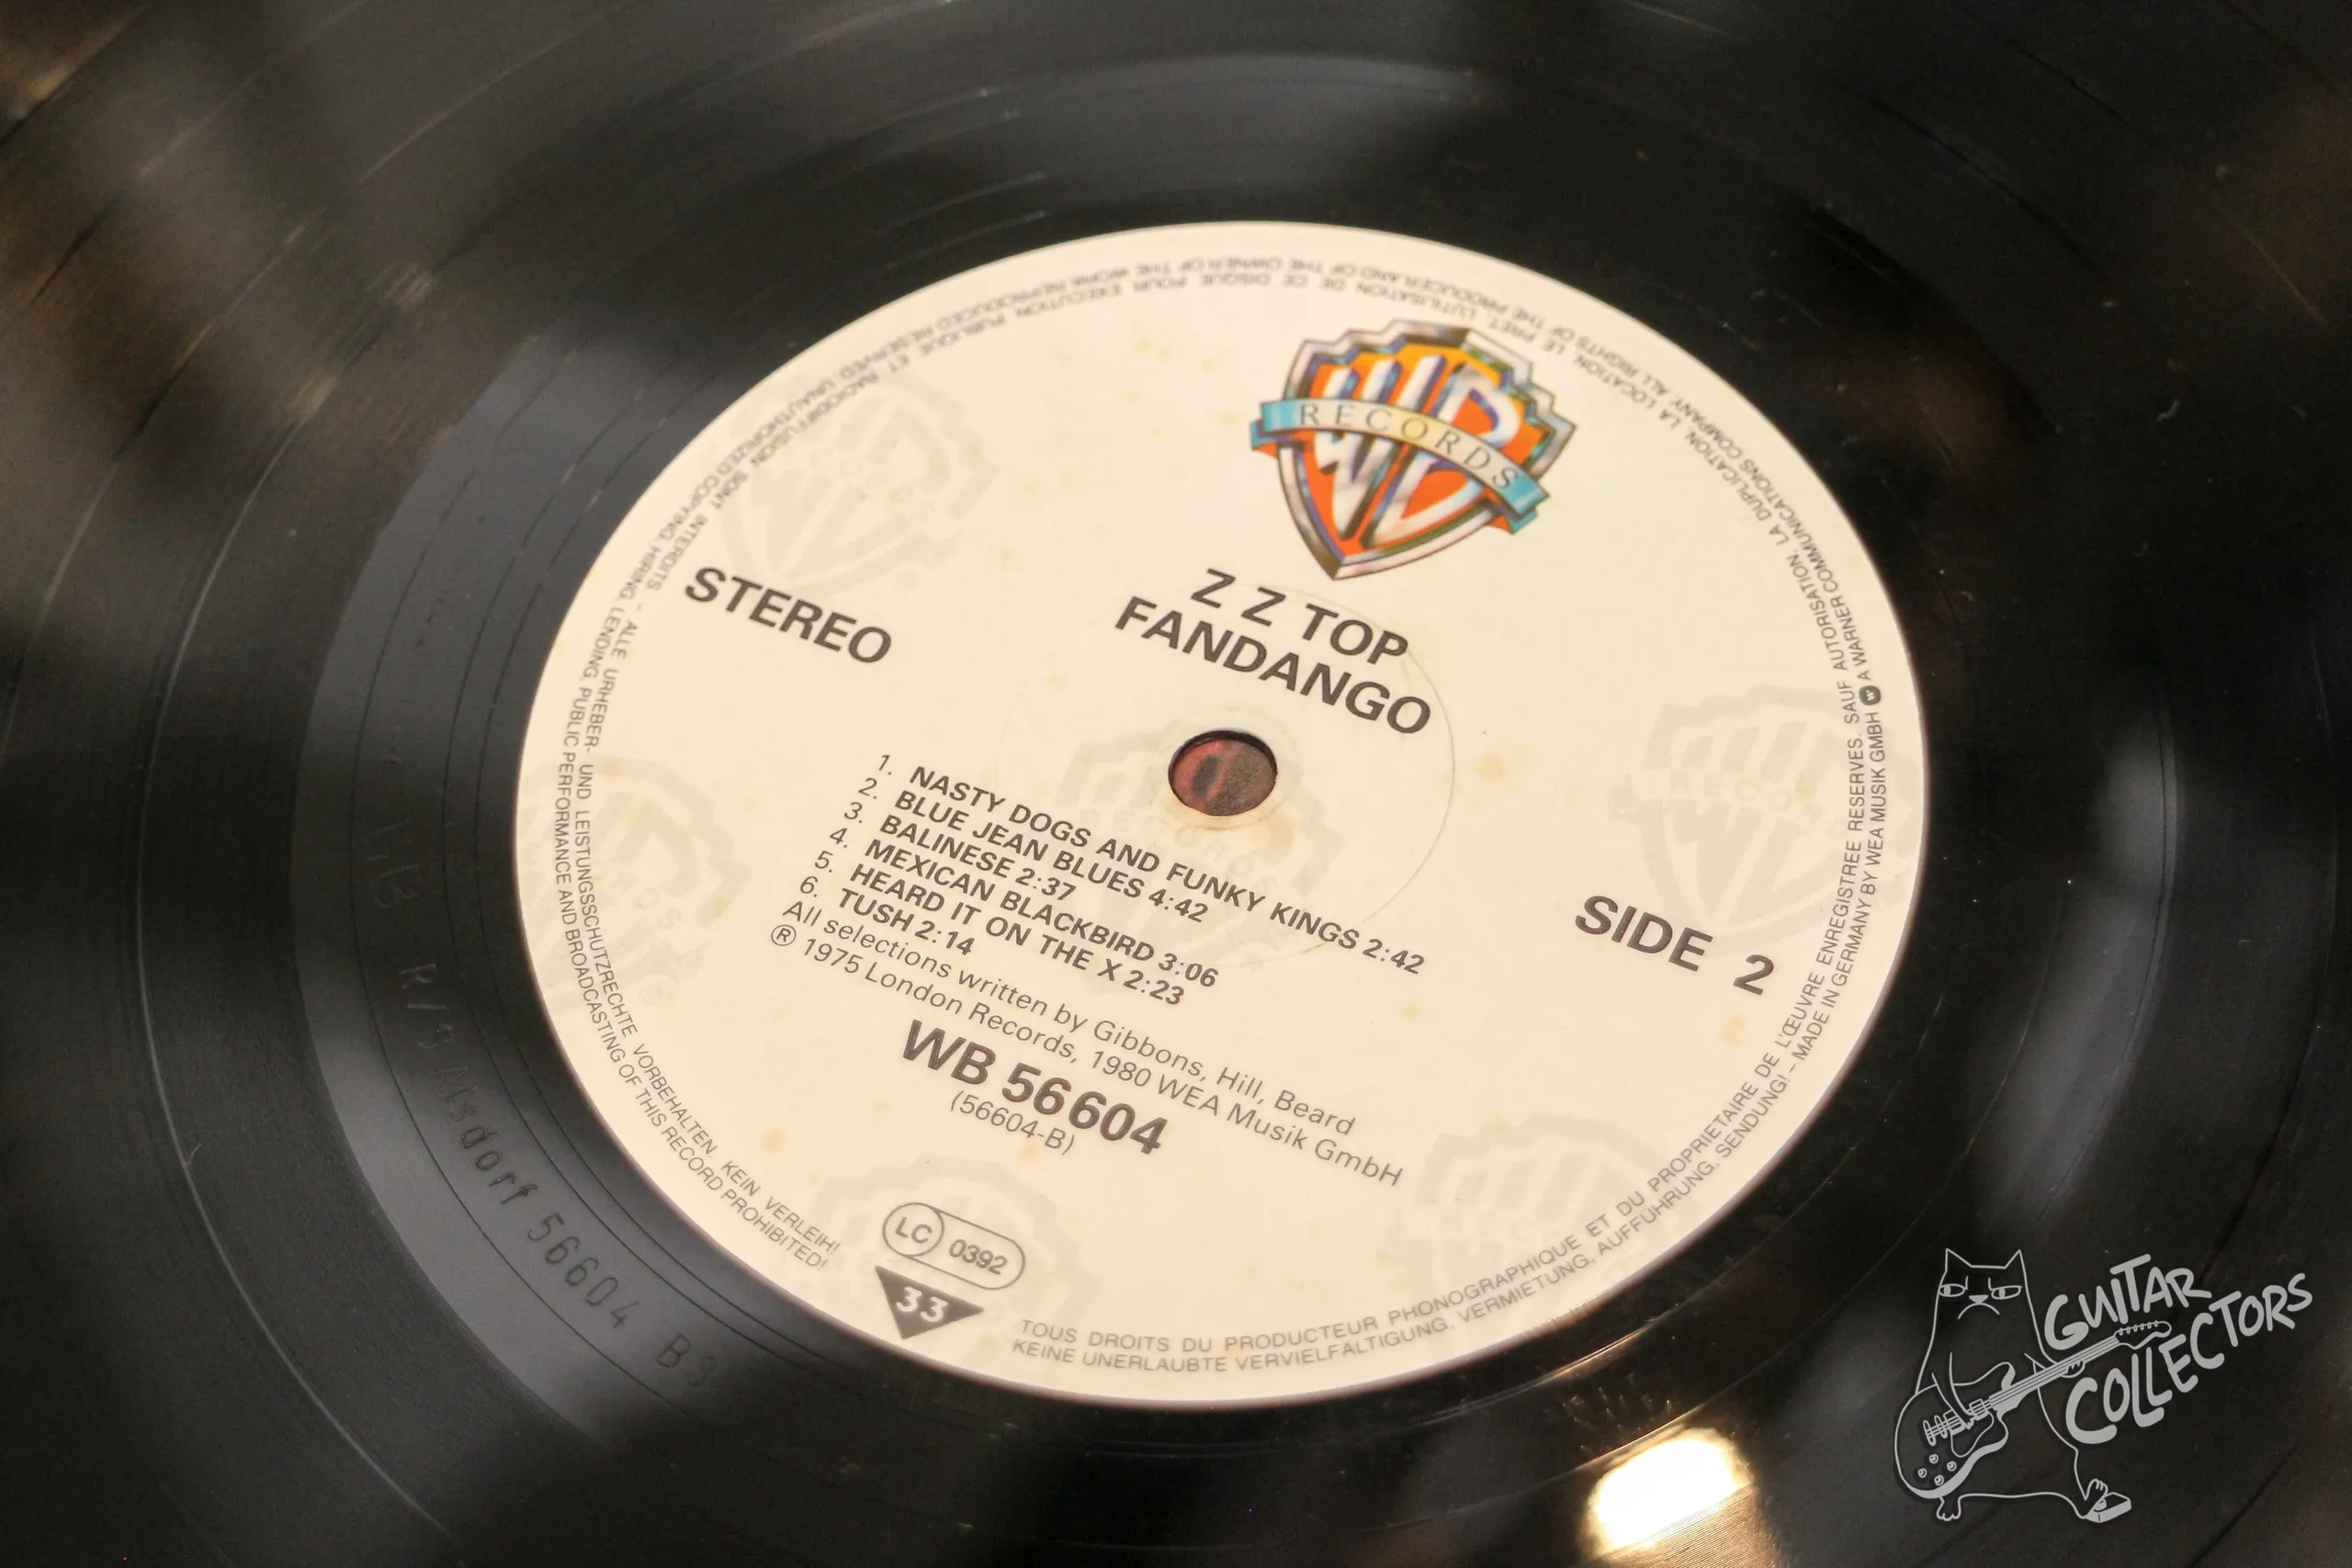 RECORDS
Z Z TOP
FANDANGO
STEREO
SIDE 2
1. NASTY DOGS AND FUNKY KINGS 2:42
2. BLUE JEAN BLUES 4:42
3. BALINESE 2:37
4. MEXICAN BLACKBIRD 3:06
5. HEARD IT ON THE X 2:23
6. TUSH 2:14
All selections written by Gibbons, Hill, Beard
Ⓡ 1975 London Records, 1980 WEA Musik GmbH
WB 56 604
(56604-B)
LC 0392
33
TOUS DROITS DU PRODUCTEUR PHONOGRAPHIQUE ET DU PROPRIETAIRE DE L'ŒUVRE ENREGISTREE RESERVES. SAUF AUTORISATION, LA DUPLICATION, LA LOCATION, LE PRET, L'UTILISATION DE CE DISQUE POUR EXECUTION PUBLIQUE ET RADIODIFFUSION SONT INTERDITS. – ALLE URHEBER- UND LEISTUNGSSCHUTZRECHTE VORBEHALTEN. KEIN VERLEIH!
KEINE UNERLAUBTE VERVIELFÄLTIGUNG, VERMIETUNG, AUFFÜHRUNG, SENDUNG! – MADE IN GERMANY BY WEA MUSIK GMBH W A WARNER COMMUNICATIONS COMPANY. ALL RIGHTS OF THE PRODUCER AND OF THE OWNER OF THE WORK REPRODUCED RESERVED. UNAUTHORIZED COPYING, HIRING, LENDING, PUBLIC PERFORMANCE AND BROADCASTING OF THIS RECORD PROHIBITED!
R/S Alsdorf 56604 B3
GUITAR
COLLECTORS